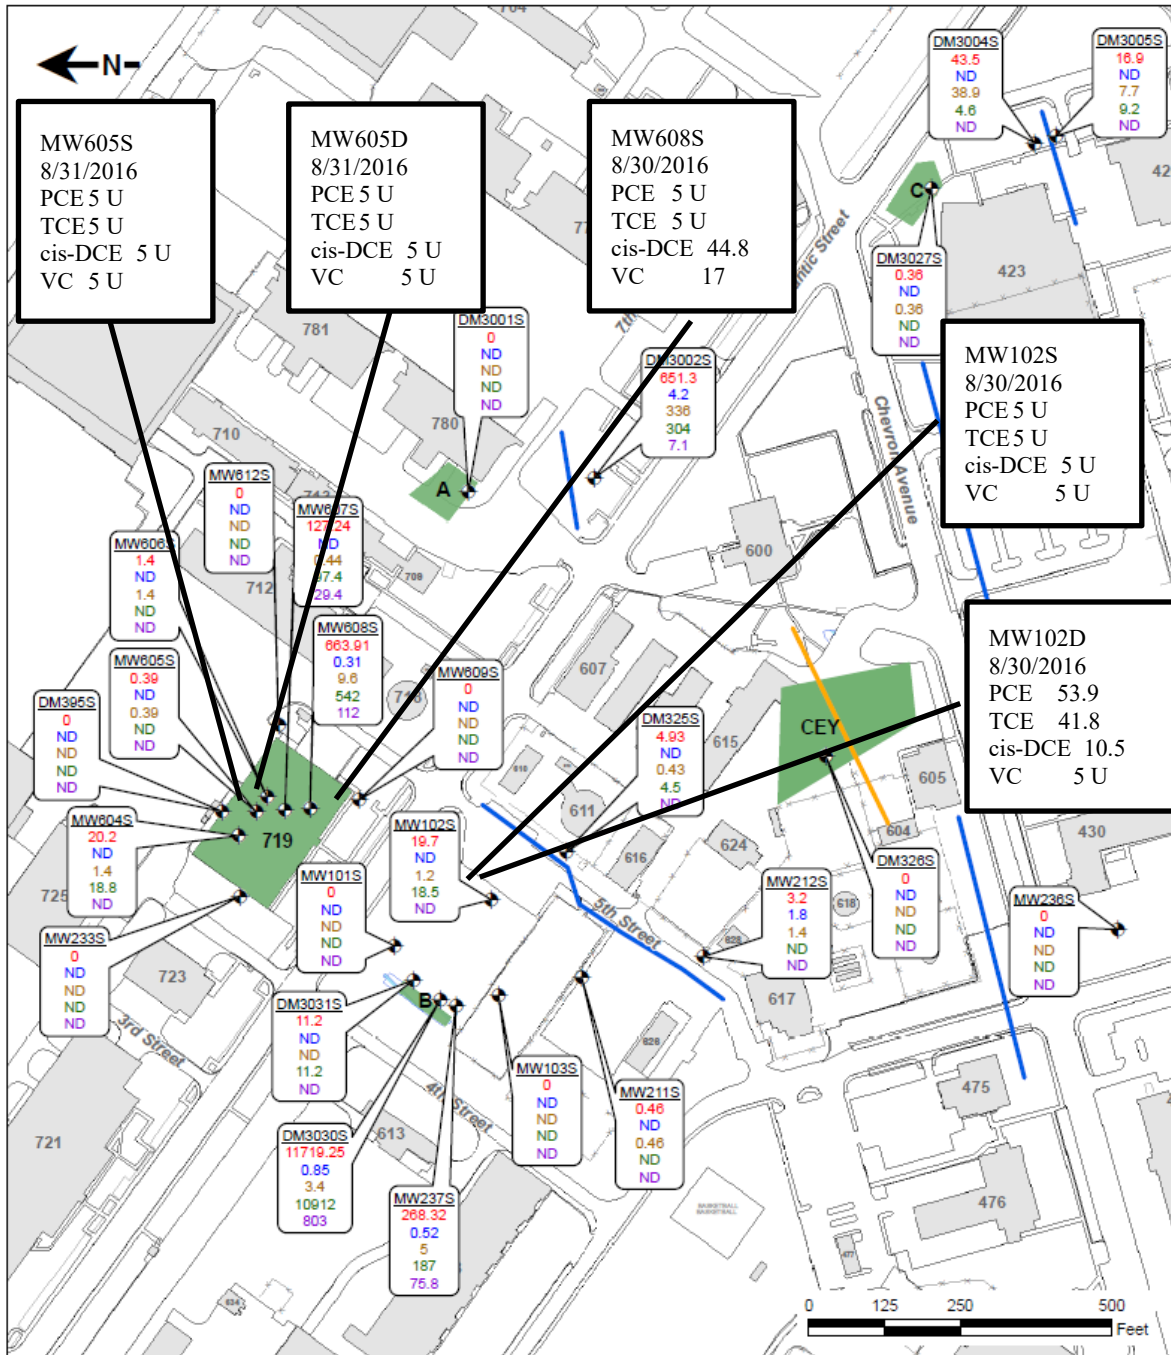 N
MW605S
8/31/2016
PCE 5 U
TCE 5 U
cis-DCE 5 U
VC 5 U
MW605D
8/31/2016
PCE 5 U
TCE 5 U
cis-DCE 5 U
VC 5 U
MW608S
8/30/2016
PCE 5 U
TCE 5 U
cis-DCE 44.8
VC 17
DM3004S
43.5
ND
38.9
4.6
ND
DM3005S
16.9
ND
7.7
9.2
ND
C
DM3027S
0.36
ND
0.36
ND
ND
423
MW102S
8/30/2016
PCE 5 U
TCE 5 U
cis-DCE 5 U
VC 5 U
MW102D
8/30/2016
PCE 53.9
TCE 41.8
cis-DCE 10.5
VC 5 U
781
DM3001S
0
ND
ND
ND
ND
780
A
DM3002S
651.3
4.2
336
304
7.1
Chevron Avenue
710
712
709
600
MW612S
0
ND
ND
ND
ND
MW607S
ND
29.4
MW606S
1.4
ND
1.4
ND
ND
MW605S
0.39
ND
0.39
ND
ND
MW608S
663.91
0.31
9.6
542
112
MW609S
0
ND
ND
ND
ND
DM395S
0
ND
ND
ND
ND
MW604S
20.2
ND
1.4
18.8
ND
719
MW233S
0
ND
ND
ND
ND
723
3rd Street
721
MW101S
0
ND
ND
ND
ND
MW102S
19.7
ND
1.2
18.5
ND
607
DM325S
4.93
ND
0.43
4.5
ND
615
611
616
624
CEY
605
604
430
DM326S
0
ND
ND
ND
ND
MW212S
3.2
1.8
1.4
ND
ND
618
617
MW236S
0
ND
ND
ND
ND
5th Street
B
DM3031S
11.2
ND
ND
11.2
ND
DM3030S
11719.25
0.85
3.4
10912
803
613
4th Street
MW237S
268.32
0.52
5
187
75.8
MW103S
0
ND
ND
ND
ND
MW211S
0.46
ND
0.46
ND
ND
626
BASKETBALL
BASKETBALL
475
476
477
634
0 125 250 500
Feet